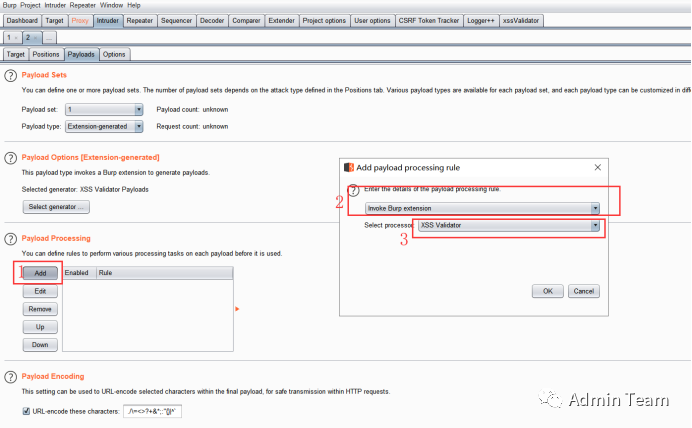 Burp Project Intruder Repeater Window Help
Dashboard Target Proxy Intruder Repeater Sequencer Decoder Comparer Extender Project options User options CSRF Token Tracker Logger++ xssValidator
1 × 2 × ...
Target Positions Payloads Options
? Payload Sets
You can define one or more payload sets. The number of payload sets depends on the attack type defined in the Positions tab. Various payload types are available for each payload set, and each payload type can be customized in diff
Payload set: 1 Payload count: unknown
Payload type: Extension-generated Request count: unknown
? Payload Options [Extension-generated]
This payload type invokes a Burp extension to generate payloads.
Selected generator: XSS Validator Payloads
Select generator ...
Add payload processing rule
? Enter the details of the payload processing rule.
2
Invoke Burp extension
Select processor: XSS Validator
3
OK Cancel
? Payload Processing
You can define rules to perform various processing tasks on each payload before it is used.
1 Add Enabled Rule
Edit
Remove
Up
Down
? Payload Encoding
This setting can be used to URL-encode selected characters within the final payload, for safe transmission within HTTP requests.
URL-encode these characters:
Admin Team